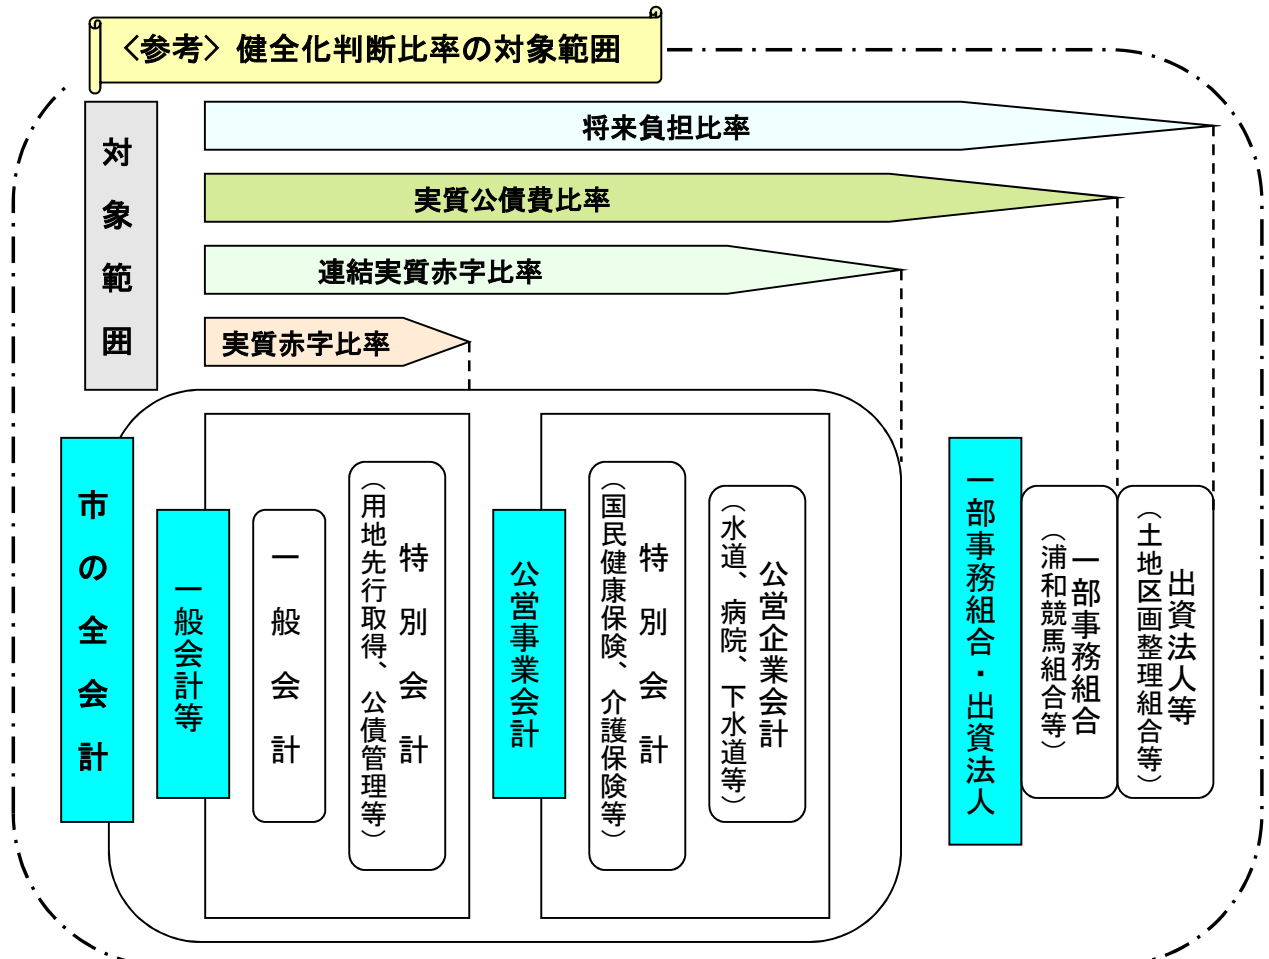 〈参考〉健全化判断比率の対象範囲
対象範囲
将来負担比率
実質公債費比率
連結実質赤字比率
実質赤字比率
市の全会計
一般会計等
一般会計
特別会計
（用地先行取得、公債管理等）
公営事業会計
特別会計
（国民健康保険、介護保険等）
公営企業会計
（水道、病院、下水道等）
一部事務組合・出資法人
一部事務組合
（浦和競馬組合等）
出資法人等
（土地区画整理組合等）